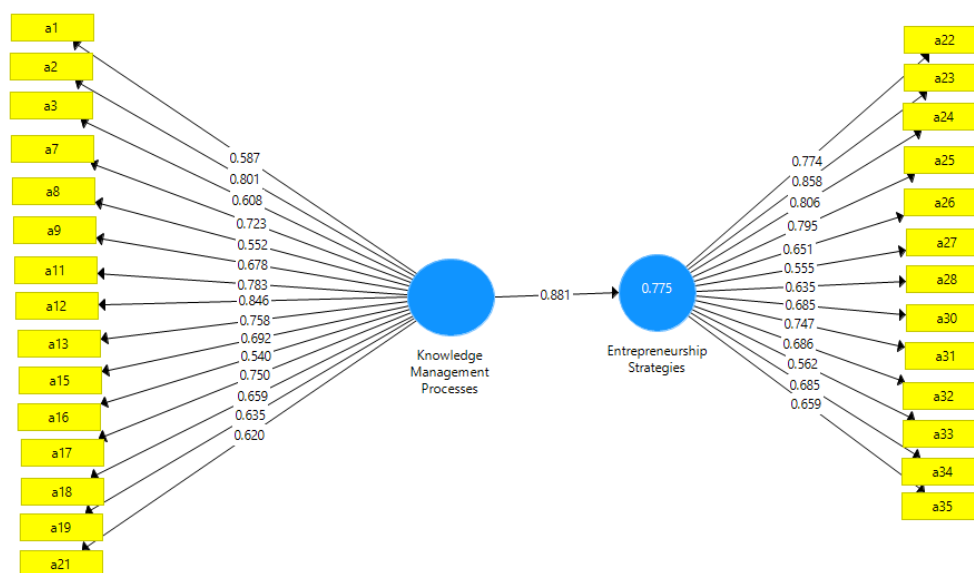 a1
a2
a3
a7
a8
a9
a11
a12
a13
a15
a16
a17
a18
a19
a21
0.587
0.801
0.608
0.723
0.552
0.678
0.783
0.846
0.758
0.692
0.540
0.750
0.659
0.635
0.620
Knowledge
Management
Processes
0.881
0.775
Entrepreneurship
Strategies
0.774
0.858
0.806
0.795
0.651
0.555
0.635
0.685
0.747
0.686
0.562
0.685
0.659
a22
a23
a24
a25
a26
a27
a28
a30
a31
a32
a33
a34
a35